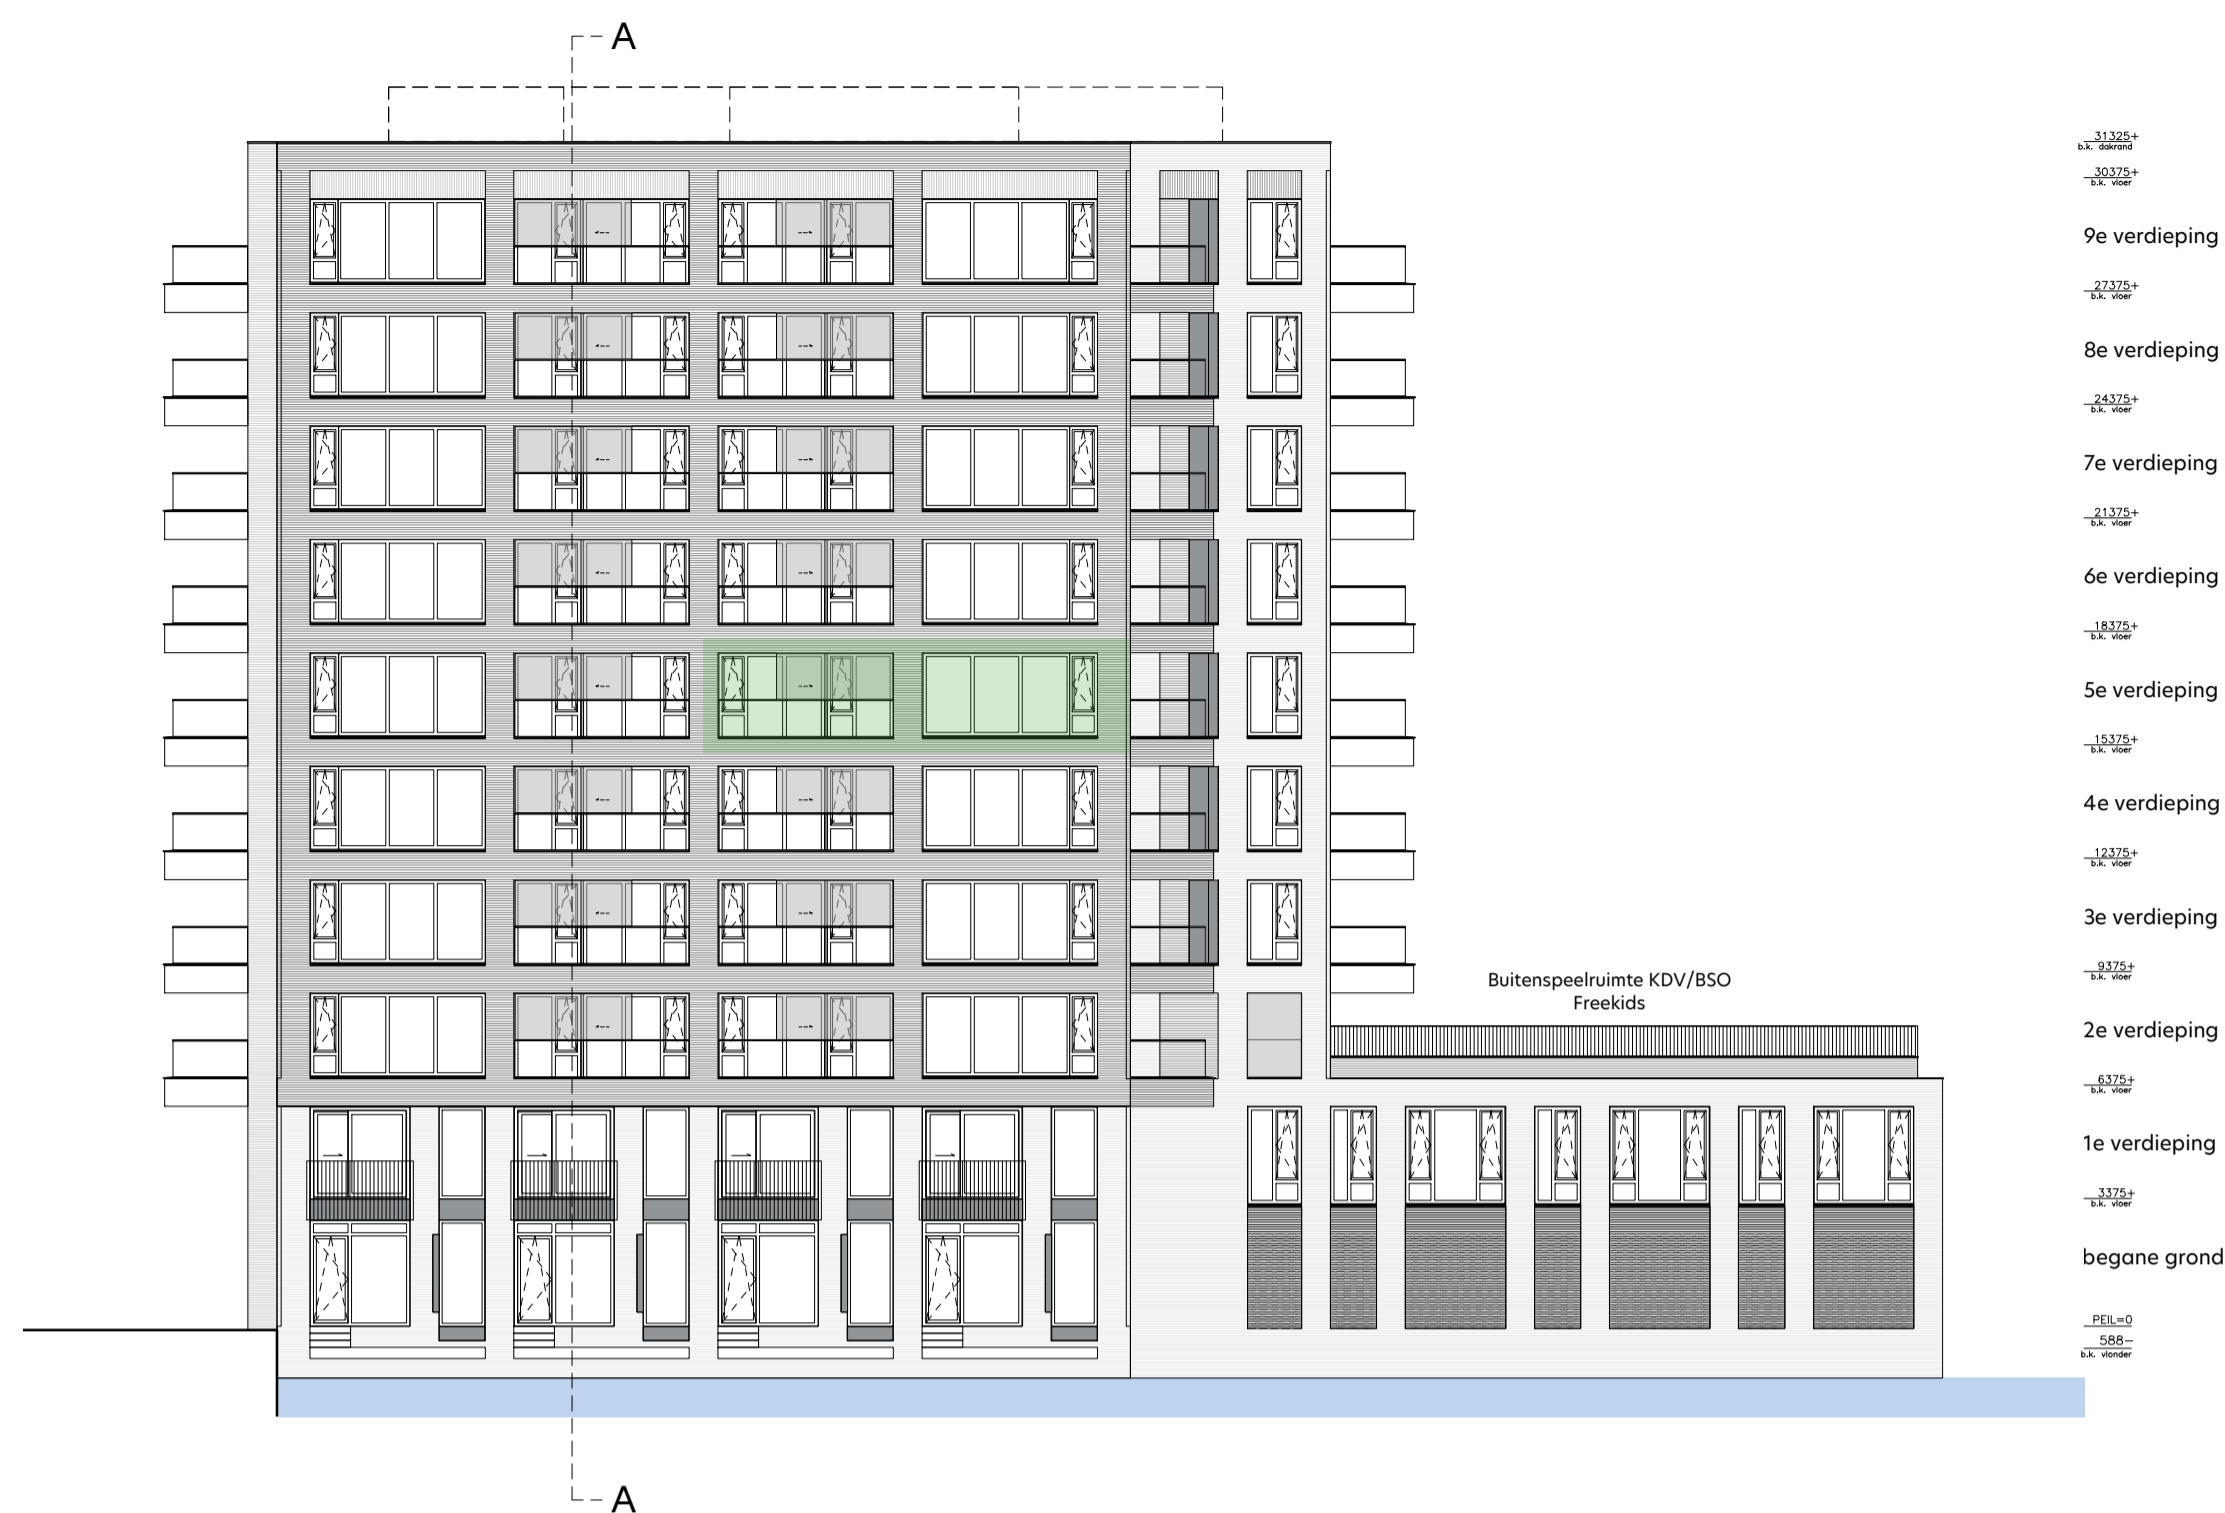 A
31325+
b.k. dakrand
30375+
b.k. vloer
9e verdieping
27375+
b.k. vloer
8e verdieping
24375+
b.k. vloer
7e verdieping
21375+
b.k. vloer
6e verdieping
18375+
b.k. vloer
5e verdieping
15375+
b.k. vloer
4e verdieping
12375+
b.k. vloer
3e verdieping
9375+
b.k. vloer
Buitenspeelruimte KDV/BSO
Freekids
2e verdieping
6375+
b.k. vloer
1e verdieping
3375+
b.k. vloer
begane grond
PEIL=0
588-
b.k. vlonder
A